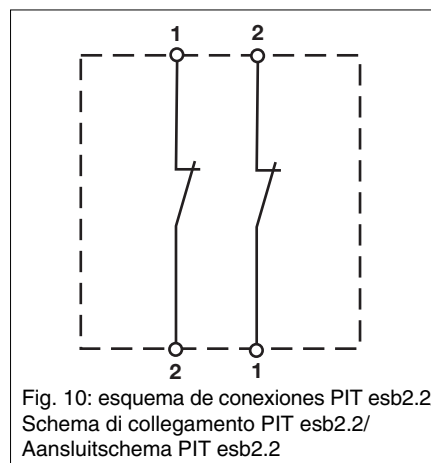 1 2
2 1
Fig. 10: esquema de conexiones PIT esb2.2
Schema di collegamento PIT esb2.2/
Aansluitschema PIT esb2.2